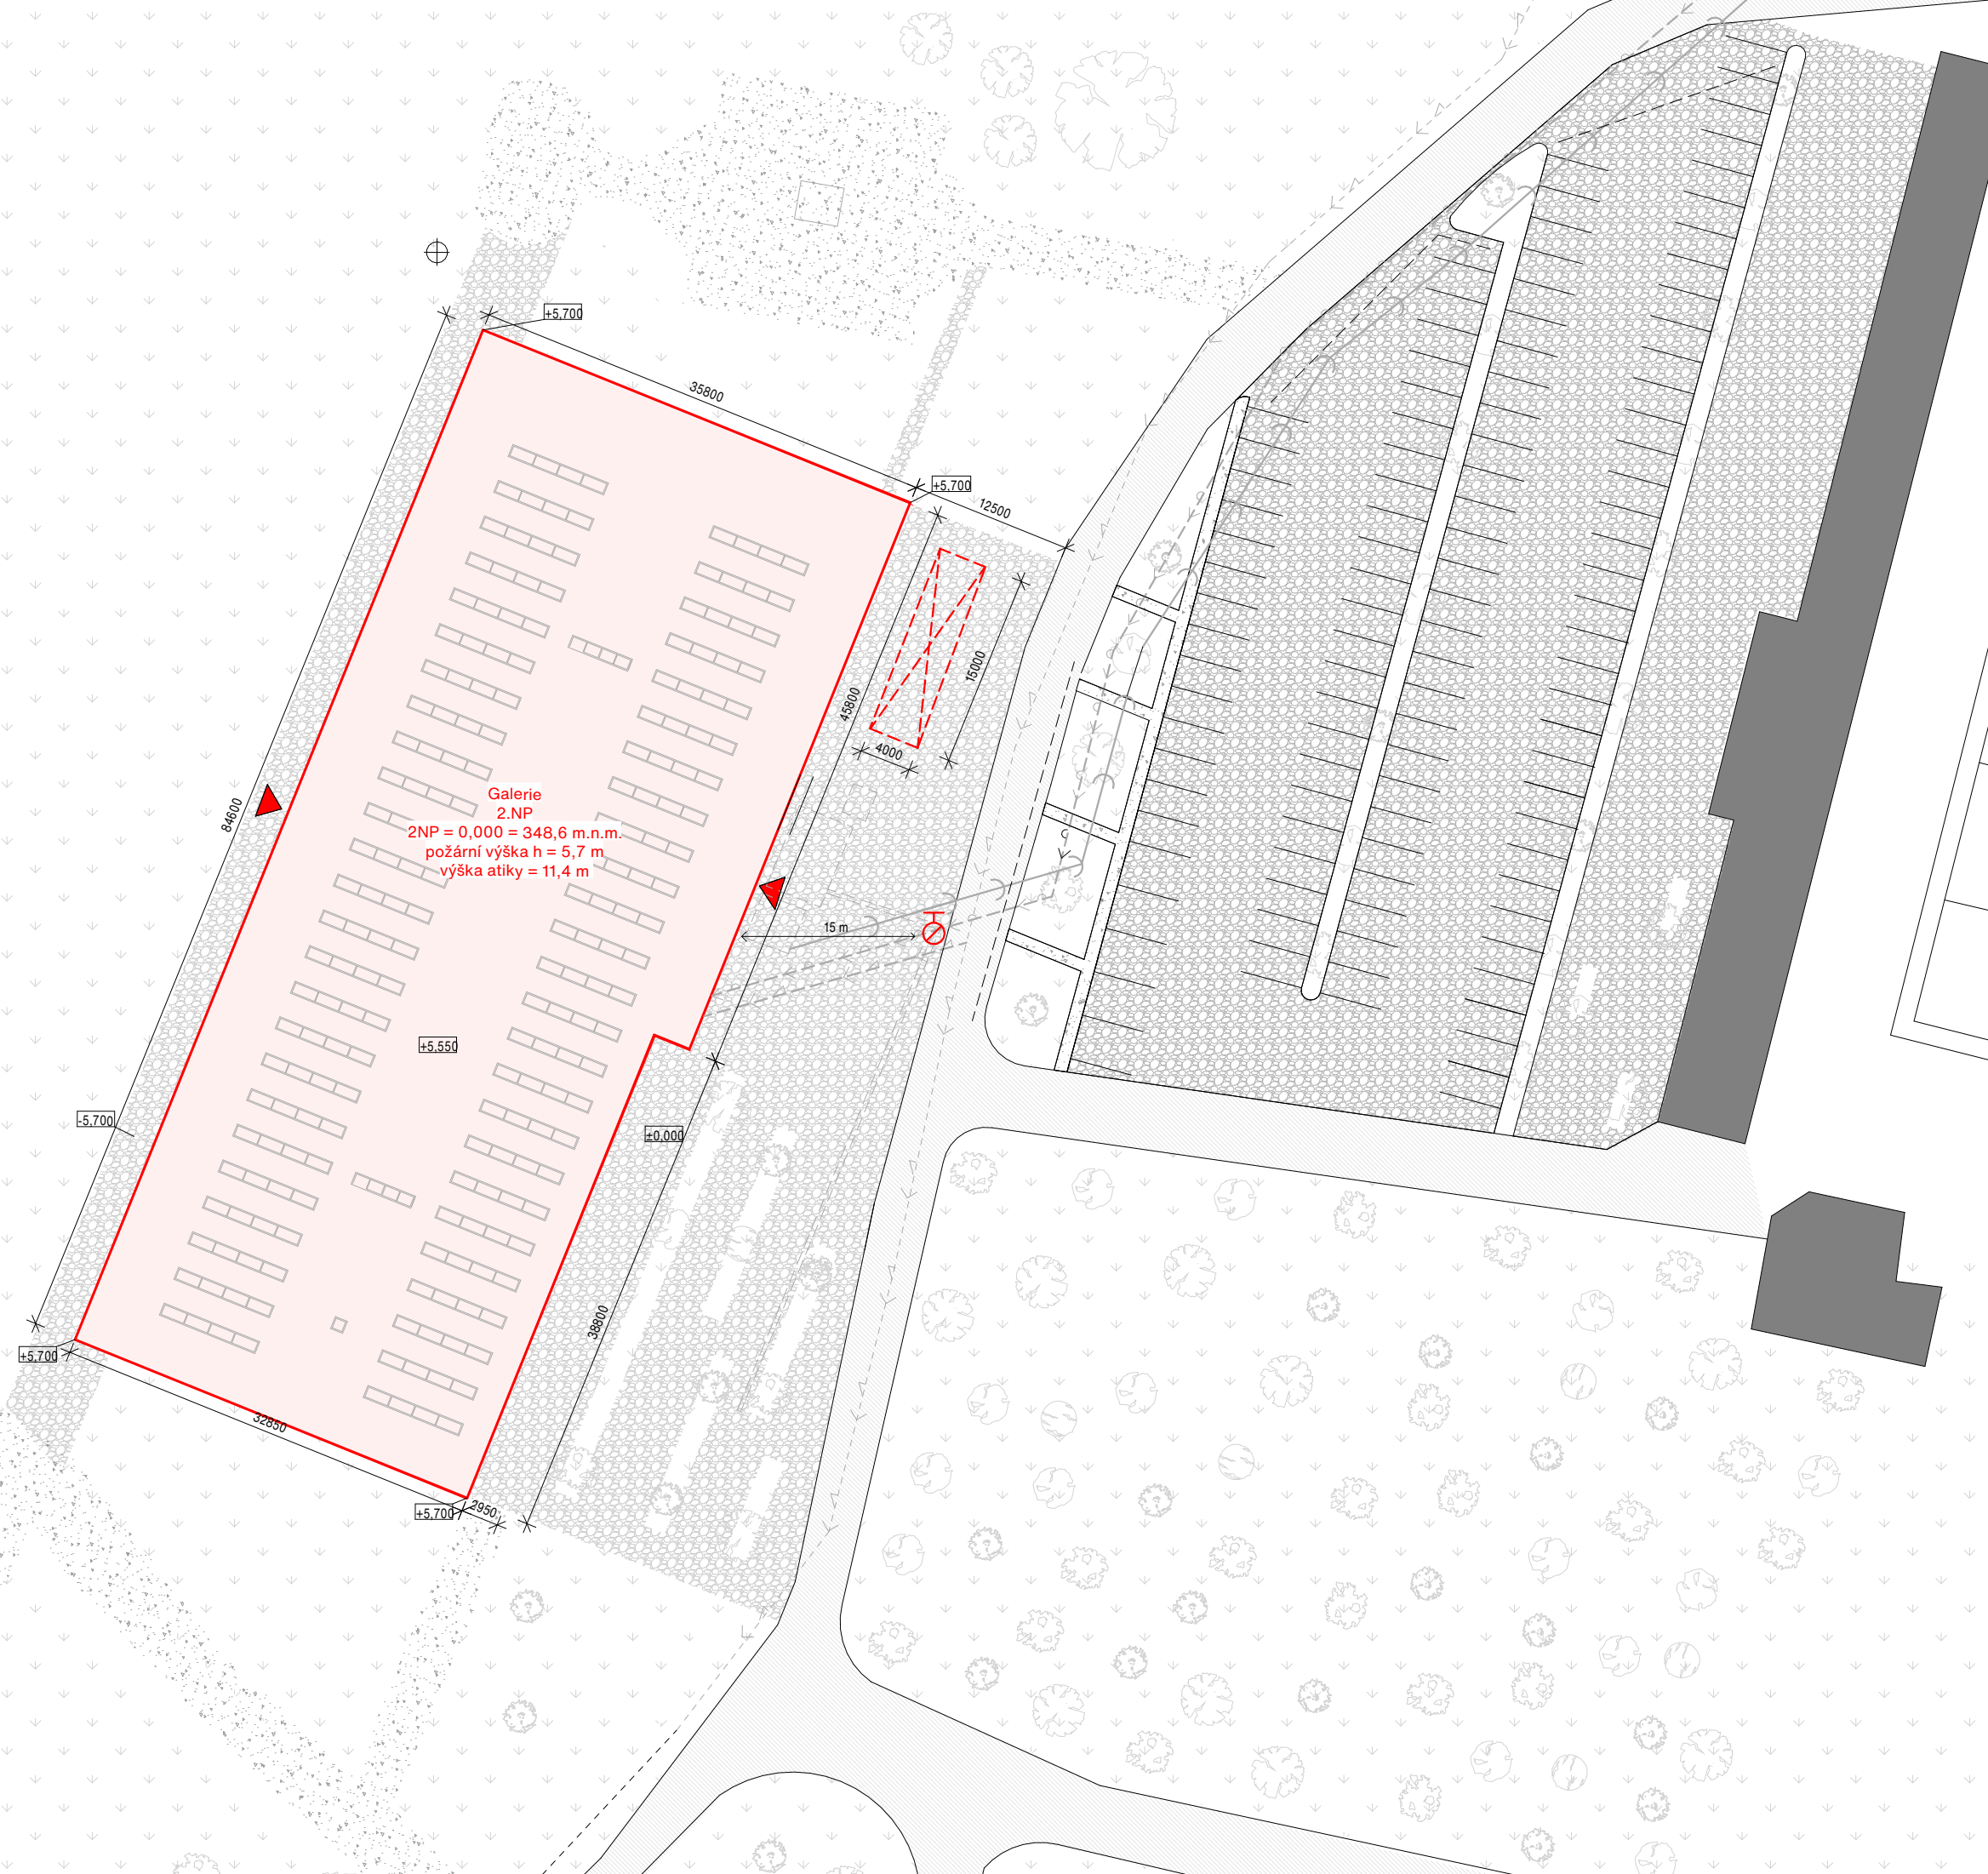 +5,700
35800
+5,700
12500
45800
15000
4000
84600
Galerie
2.NP
2NP = 0,000 = 348,6 m.n.m.
požární výška h = 5,7 m
výška atiky = 11,4 m
15 m
+5,550
-5,700
±0,000
38800
+5,700
32850
+5,700
2950